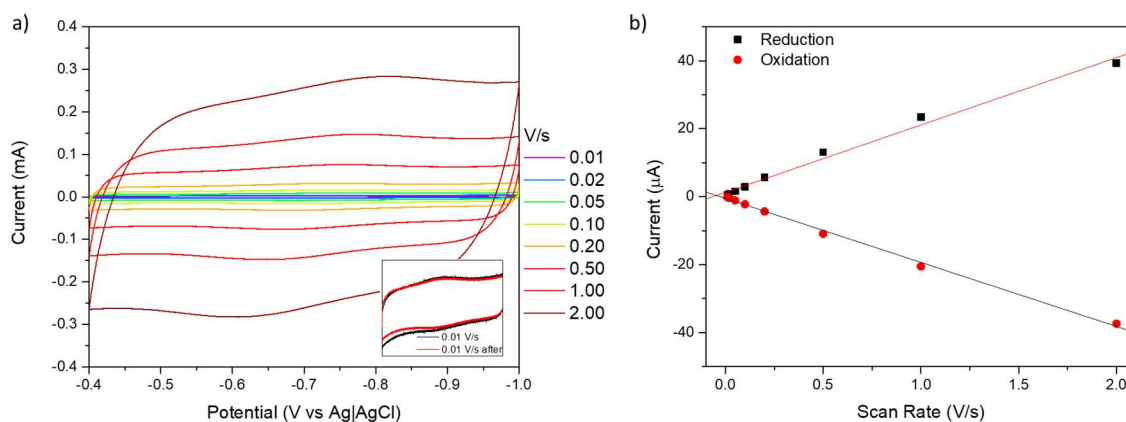 a)
0.4
0.3
0.2
0.1
0.0
-0.1
-0.2
-0.3
-0.4
Current (mA)
-0.4 -0.5 -0.6 -0.7 -0.8 -0.9 -1.0
Potential (V vs Ag|AgCl)
0.01 V/s
0.01 V/s after
V/s
0.01
0.02
0.05
0.10
0.20
0.50
1.00
2.00
b)
Reduction
Oxidation
40
20
0
-20
-40
Current (μA)
0.0 0.5 1.0 1.5 2.0
Scan Rate (V/s)